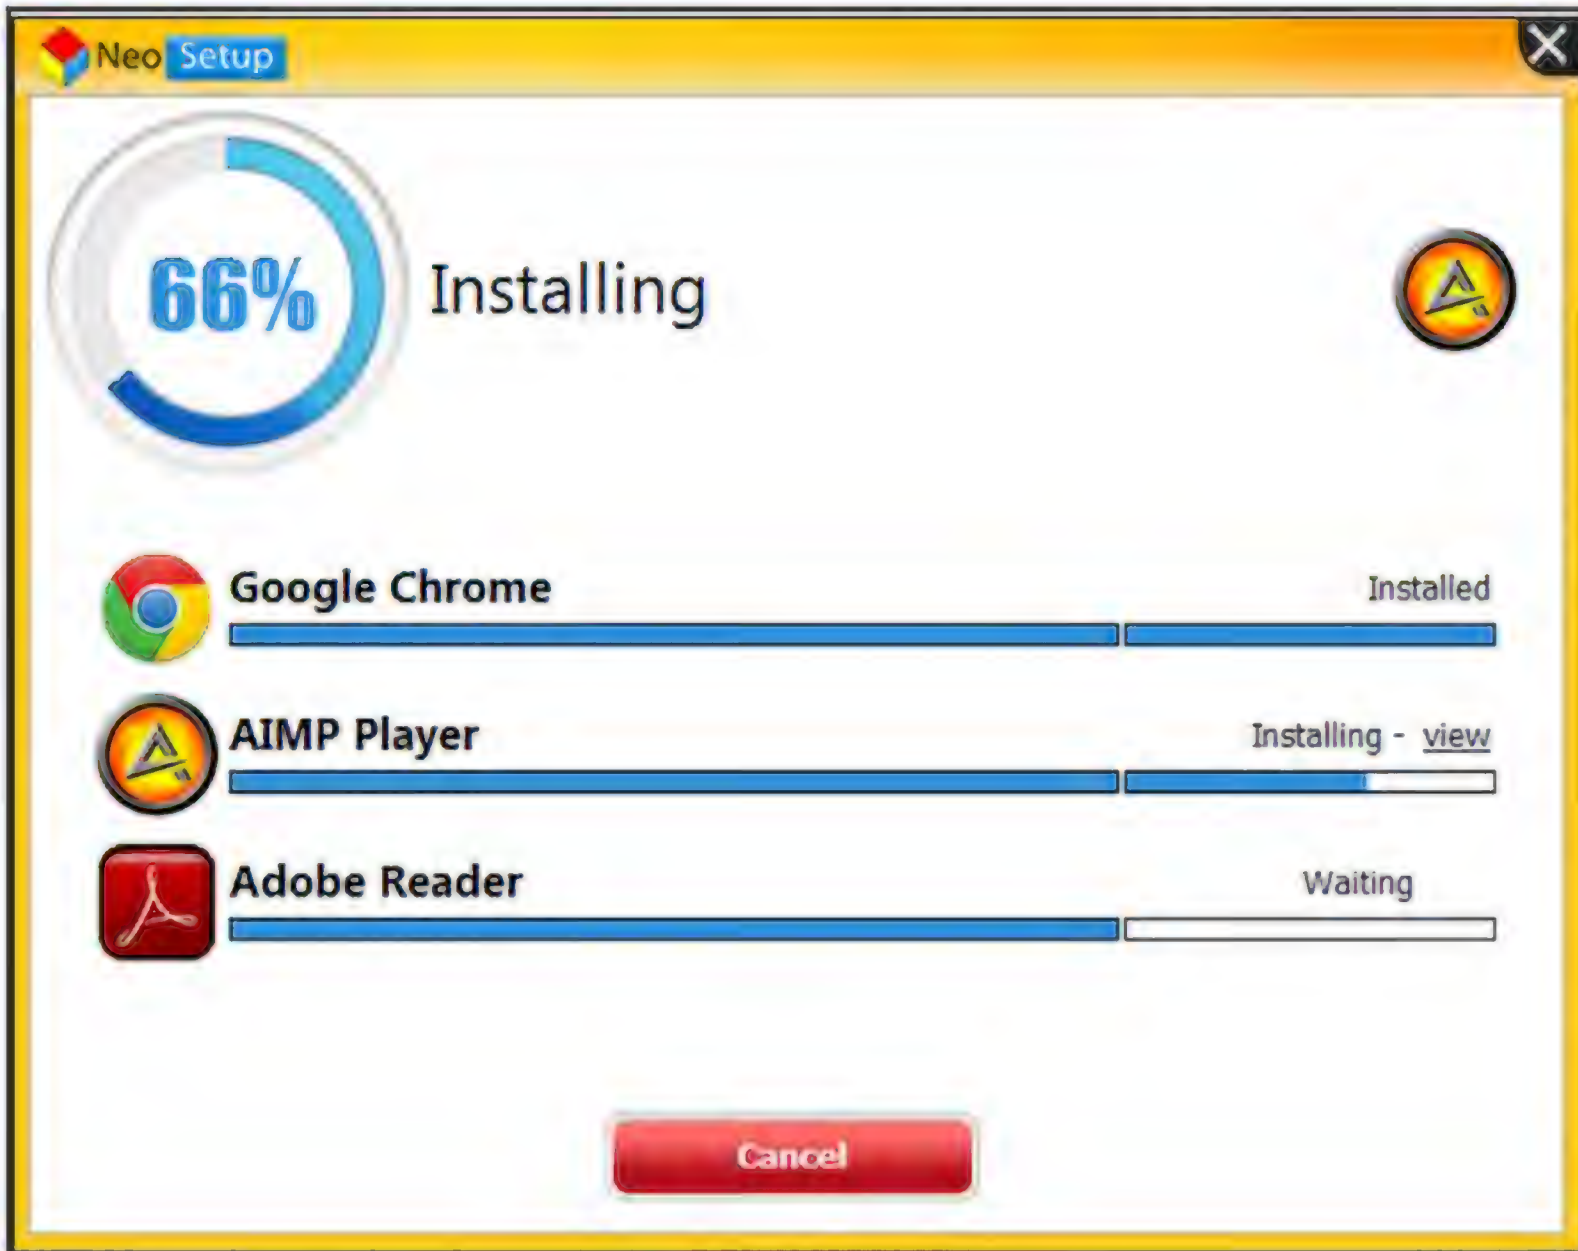 Neo Setup
66%
Installing
Google Chrome
Installed
AIMP Player
Installing - view
Adobe Reader
Waiting
Cancel